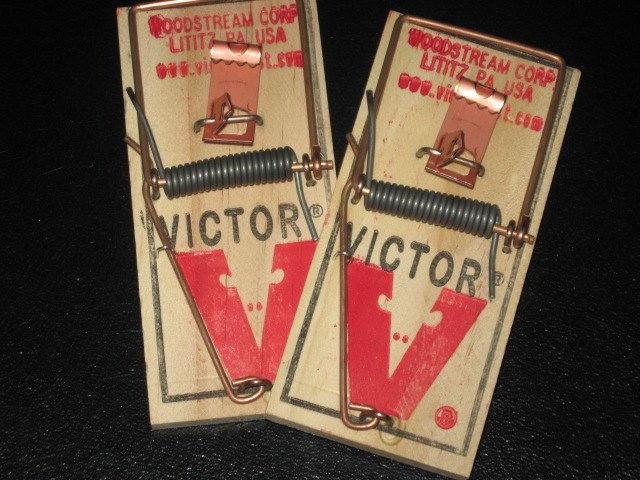 WOODSTREAM CORP
LITITZ, PA, USA
VICTOR®
WOODSTREAM CORP
LITITZ, PA, USA
VICTOR®
®